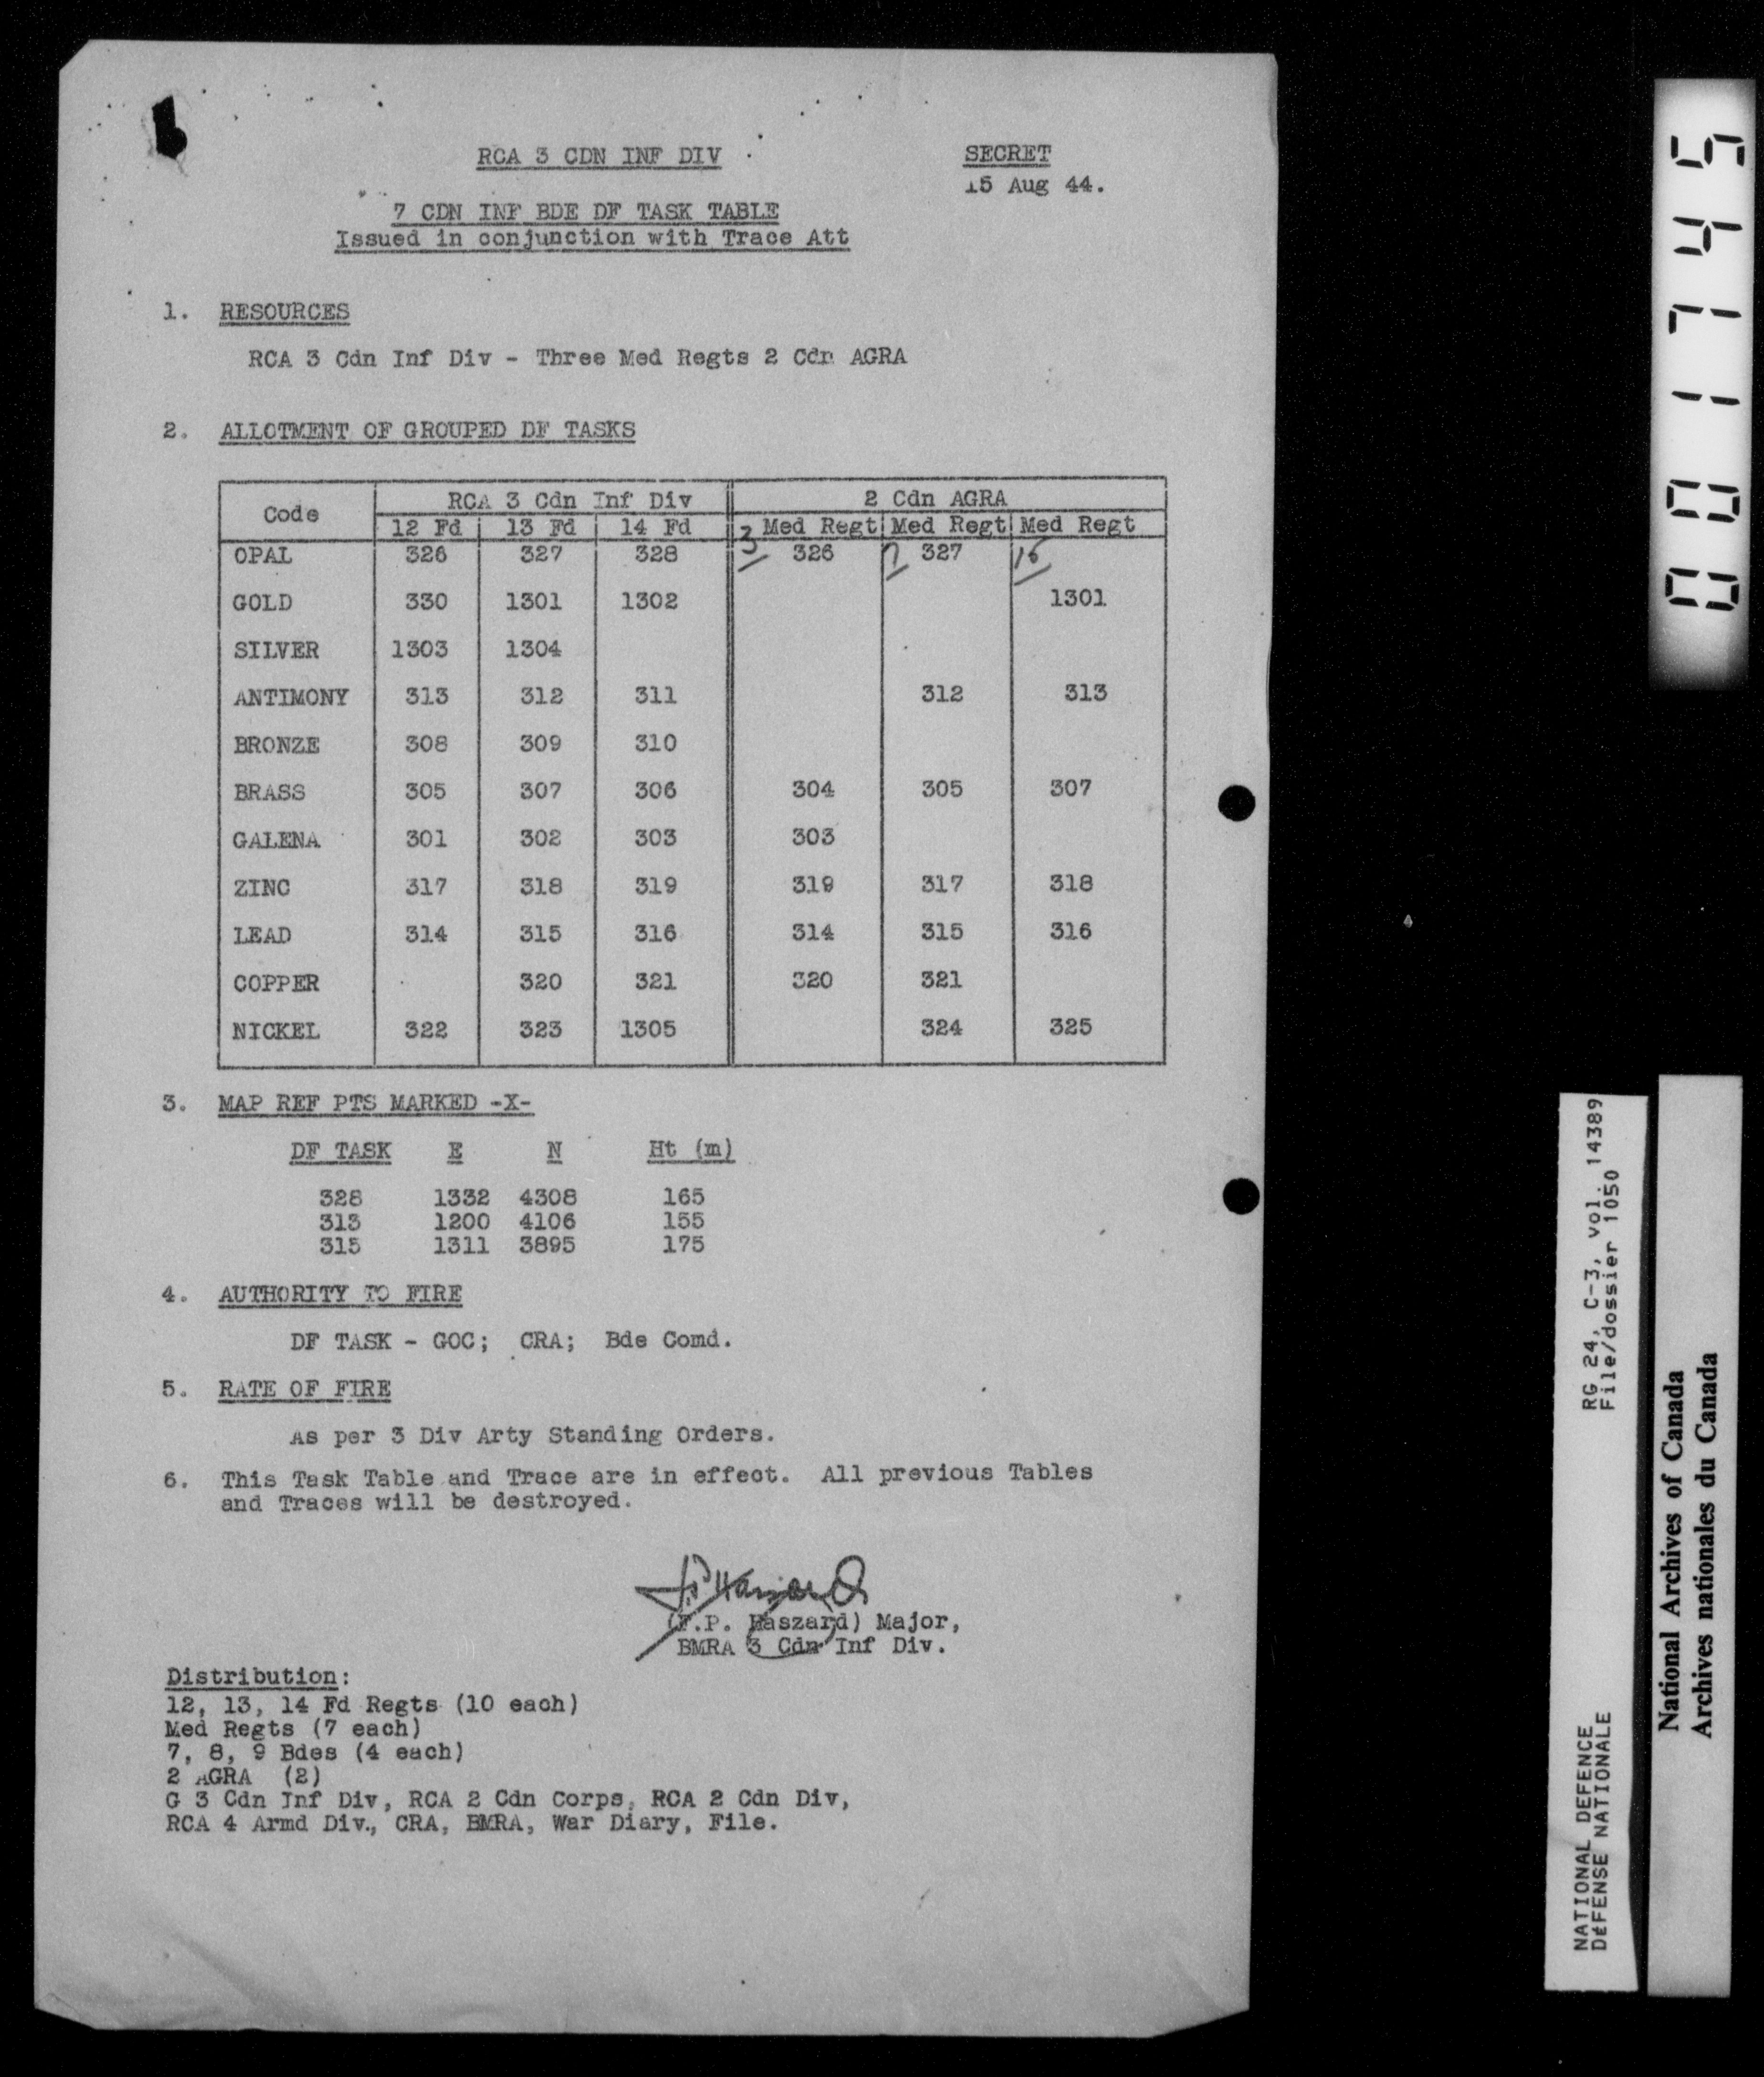 RCA 3 CDN INF DIV
SECRET
15 Aug 44.
7 CDN INF BDE DF TASK TABLE
Issued in conjunction with Trace Att
1. RESOURCES
RCA 3 Cdn Inf Div - Three Med Regts 2 Cdn AGRA
2. ALLOTMENT OF GROUPED DF TASKS
Code RCA 3 Cdn Inf Div 2 Cdn AGRA
12 Fd 13 Fd 14 Fd 3 Med Regt 7 Med Regt 15 Med Regt
OPAL 326 327 328 326 327
GOLD 330 1301 1302 1301
SILVER 1303 1304
ANTIMONY 313 312 311 312 313
BRONZE 308 309 310
BRASS 305 307 306 304 305 307
GALENA 301 302 303 303
ZINC 317 318 319 319 317 318
LEAD 314 315 316 314 315 316
COPPER 320 321 320 321
NICKEL 322 323 1305 324 325
3. MAP REF PTS MARKED -X-
DF TASK E N Ht (m)
328 1332 4308 165
313 1200 4106 155
315 1311 3895 175
4. AUTHORITY TO FIRE
DF TASK - GOC; CRA; Bde Comd.
5. RATE OF FIRE
As per 3 Div Arty Standing Orders.
6. This Task Table and Trace are in effect. All previous Tables
and Traces will be destroyed.
(F.P. Haszard) Major,
BMRA 3 Cdn Inf Div.
Distribution:
12, 13, 14 Fd Regts (10 each)
Med Regts (7 each)
7, 8, 9 Bdes (4 each)
2 AGRA (2)
G 3 Cdn Inf Div, RCA 2 Cdn Corps, RCA 2 Cdn Div,
RCA 4 Armd Div., CRA, BMRA, War Diary, File.
001745
RG 24, C-3, vol. 14389
File/dossier 1050
NATIONAL DEFENCE
DéFENSE NATIONALE
National Archives of Canada
Archives nationales du Canada